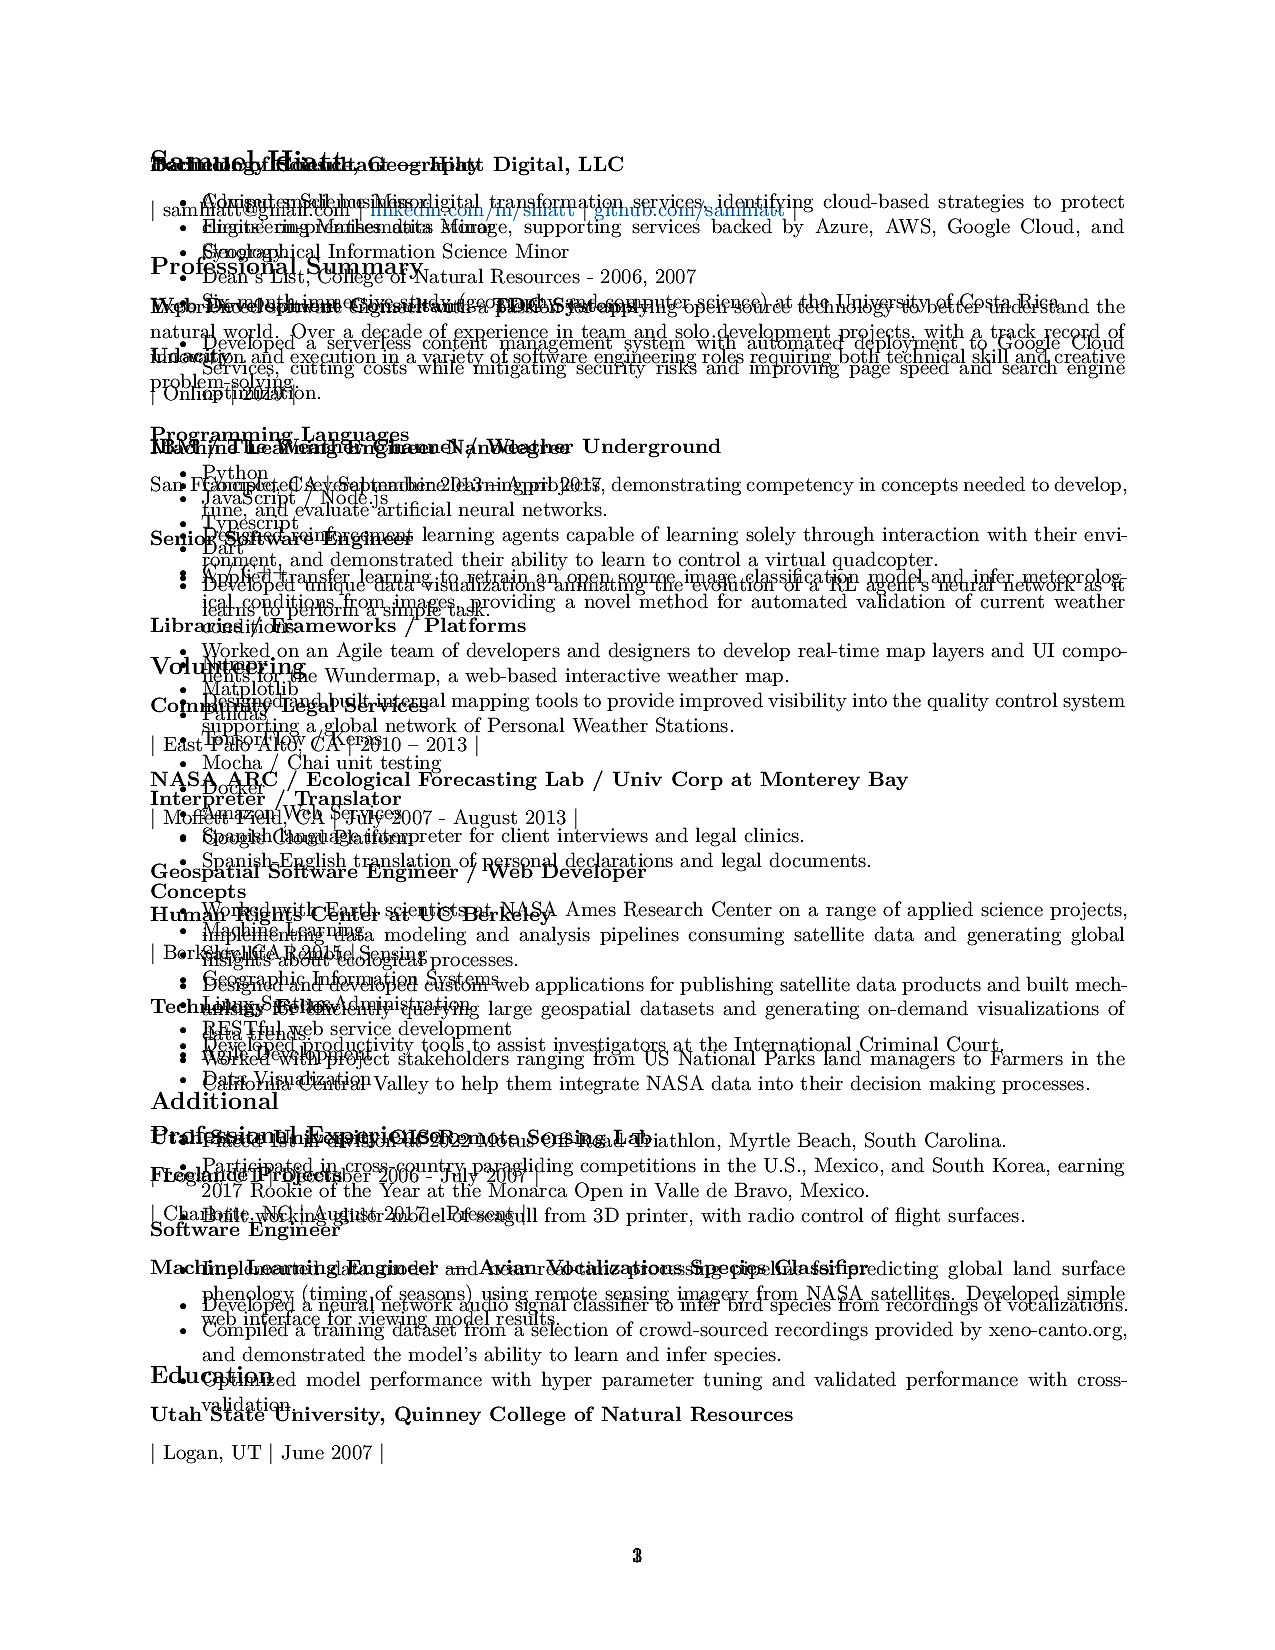 Samuel Hiatt
Technology Consultant — Hiatt Digital, LLC
Bachelor of Science, Geography
• Advised small business digital transformation services, identifying cloud-based strategies to protect
• Computer Science Minor
| samhiatt@gmail.com | linkedin.com/in/shiatt | github.com/samhiatt |
• Engineering Mathematics Minor
clients' on-premises data storage, supporting services backed by Azure, AWS, Google Cloud, and
Synology.
• Geographical Information Science Minor
Professional Summary
• Dean's List, College of Natural Resources - 2006, 2007
• Six-month immersive study (geography and computer science) at the University of Costa Rica
Web Development Consultant — TDC Systems
Experienced Software Engineer with a passion for applying open source technology to better understand the
natural world. Over a decade of experience in team and solo development projects, with a track record of
• Developed a serverless content management system with automated deployment to Google Cloud
Udacity
innovation and execution in a variety of software engineering roles requiring both technical skill and creative
Services, cutting costs while mitigating security risks and improving page speed and search engine
problem-solving.
| Online | 2019 |
optimization.
Programming Languages
IBM / The Weather Channel / Weather Underground
Machine Learning Engineer Nanodegree
• Python
San Francisco, CA | September 2013 – April 2017
• Completed several machine learning projects, demonstrating competency in concepts needed to develop,
• JavaScript / Node.js
tune, and evaluate artificial neural networks.
• Typescript
• Designed reinforcement learning agents capable of learning solely through interaction with their envi-
Senior Software Engineer
• Dart
ronment, and demonstrated their ability to learn to control a virtual quadcopter.
• C / C++
• Applied transfer learning to retrain an open source image classification model and infer meteorolog-
• Developed unique data visualizations animating the evolution of a RL agent's neural network as it
ical conditions from images, providing a novel method for automated validation of current weather
learns to perform a simple task.
conditions.
Libraries / Frameworks / Platforms
• Worked on an Agile team of developers and designers to develop real-time map layers and UI compo-
Volunteering
• Numpy
nents for the Wundermap, a web-based interactive weather map.
• Matplotlib
• Designed and built internal mapping tools to provide improved visibility into the quality control system
Community Legal Services
• Pandas
supporting a global network of Personal Weather Stations.
• TensorFlow / Keras
| East Palo Alto, CA | 2010 – 2013 |
• Mocha / Chai unit testing
NASA ARC / Ecological Forecasting Lab / Univ Corp at Monterey Bay
• Docker
Interpreter / Translator
• Amazon Web Services
| Moffett Field, CA | July 2007 - August 2013 |
• Spanish language interpreter for client interviews and legal clinics.
• Google Cloud Platform
• Spanish-English translation of personal declarations and legal documents.
Geospatial Software Engineer / Web Developer
Concepts
• Worked with Earth scientists at NASA Ames Research Center on a range of applied science projects,
Human Rights Center at UC Berkeley
• Machine Learning
implementing data modeling and analysis pipelines consuming satellite data and generating global
| Berkeley, CA | 2015 |
• Satellite Remote Sensing
insights about ecological processes.
• Geographic Information Systems
• Designed and developed custom web applications for publishing satellite data products and built mech-
• Linux System Administration
Technology Fellow
anisms for efficiently querying large geospatial datasets and generating on-demand visualizations of
• RESTful web service development
data trends.
• Developed productivity tools to assist investigators at the International Criminal Court.
• Agile Development
• Worked with project stakeholders ranging from US National Parks land managers to Farmers in the
• Data Visualization
California Central Valley to help them integrate NASA data into their decision making processes.
Additional
Professional Experience
Utah State University GIS Remote Sensing Lab
• Placed 1st in division at 2022 Motus Off-Road Triathlon, Myrtle Beach, South Carolina.
• Participated in cross-country paragliding competitions in the U.S., Mexico, and South Korea, earning
Freelance Projects
| Logan, UT | December 2006 - July 2007 |
2017 Rookie of the Year at the Monarca Open in Valle de Bravo, Mexico.
| Charlotte, NC | August 2017 - Present |
• Built working glider model of seagull from 3D printer, with radio control of flight surfaces.
Software Engineer
Machine Learning Engineer — Avian Vocalizations Species Classifier
• Implemented data model and near real-time processing pipeline for predicting global land surface
phenology (timing of seasons) using remote sensing imagery from NASA satellites. Developed simple
• Developed a neural network audio signal classifier to infer bird species from recordings of vocalizations.
web interface for viewing model results.
• Compiled a training dataset from a selection of crowd-sourced recordings provided by xeno-canto.org,
and demonstrated the model's ability to learn and infer species.
Education
• Optimized model performance with hyper parameter tuning and validated performance with cross-
validation.
Utah State University, Quinney College of Natural Resources
| Logan, UT | June 2007 |